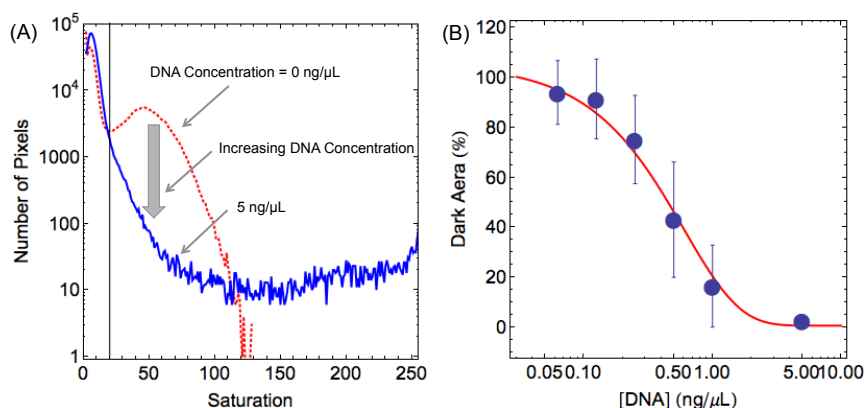 (A)
10^5
10^4
1000
100
10
1
Number of Pixels
DNA Concentration = 0 ng/μL
Increasing DNA Concentration
5 ng/μL
0 50 100 150 200 250
Saturation
(B)
120
100
80
60
40
20
0
Dark Aera (%)
0.05 0.10 0.50 1.00 5.00 10.00
[DNA] (ng/μL)